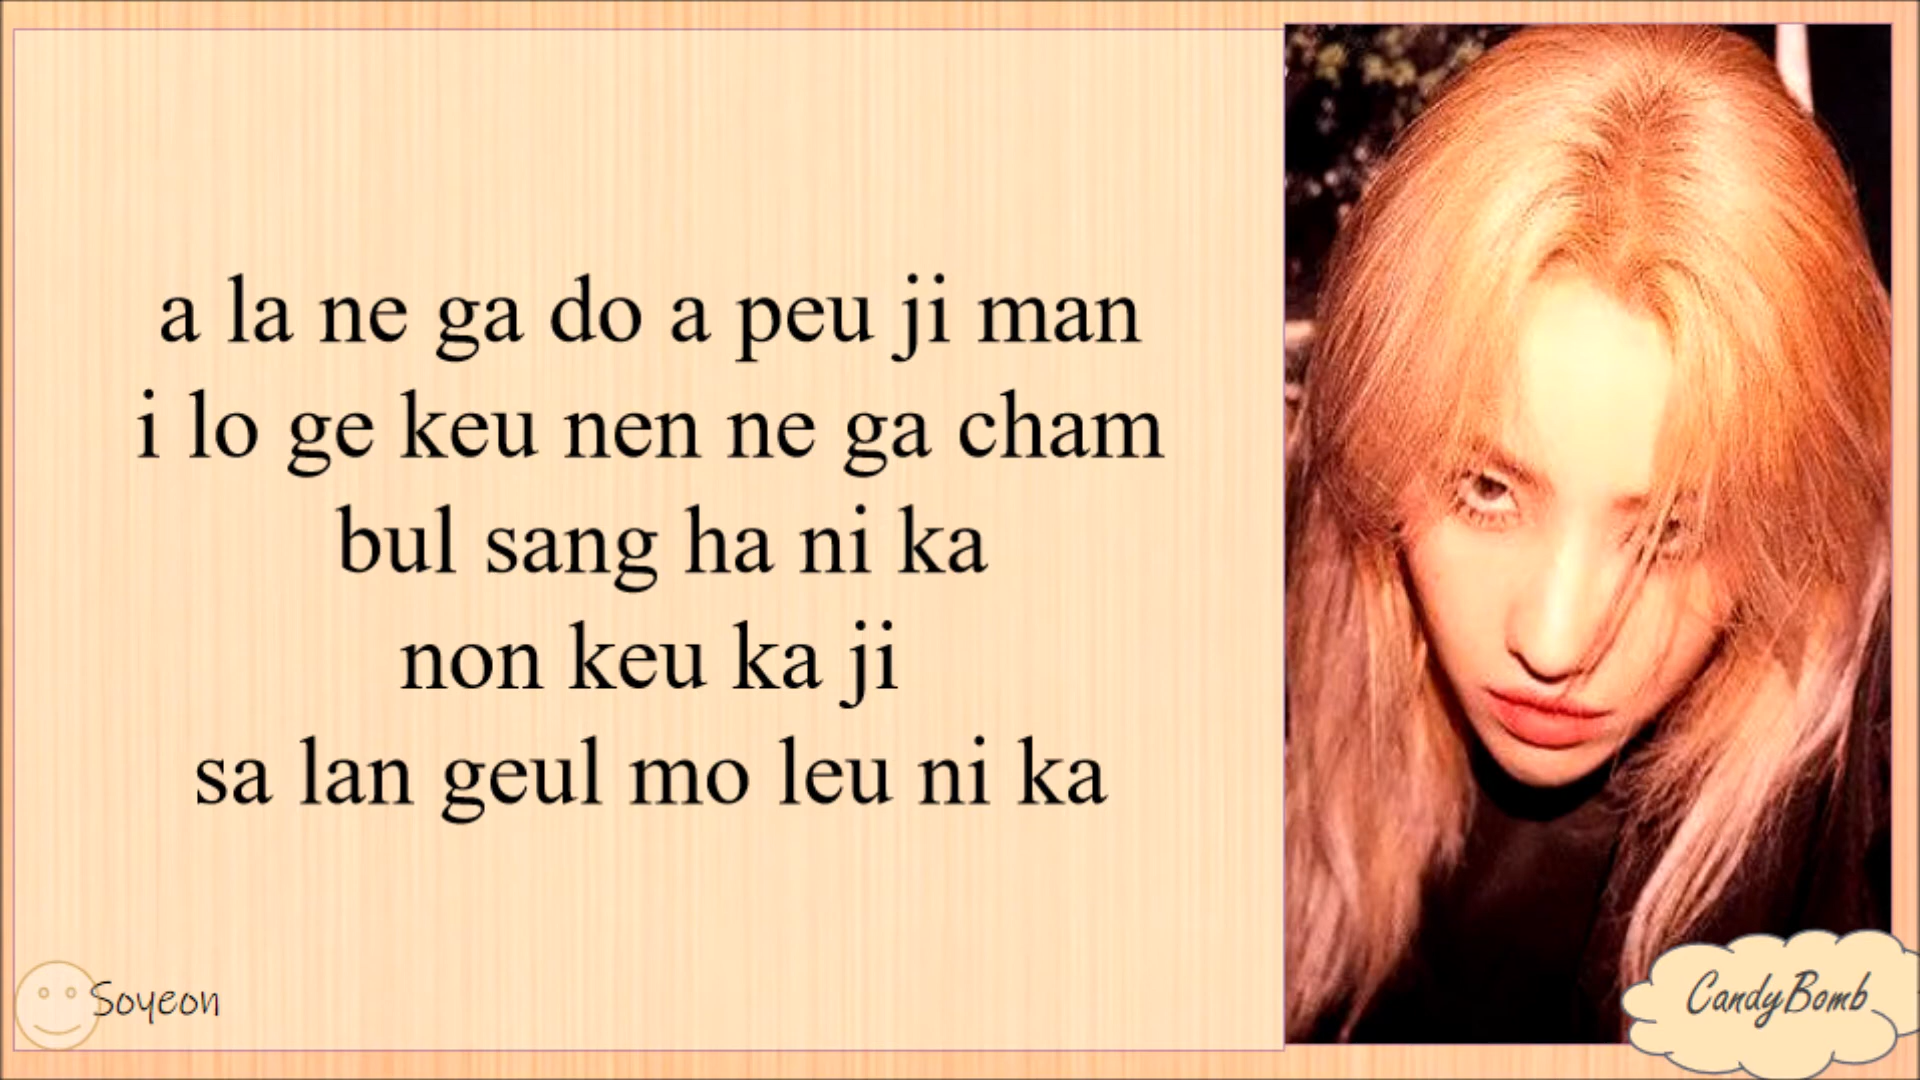 a la ne ga do a peu ji man
i lo ge keu nen ne ga cham
bul sang ha ni ka
non keu ka ji
sa lan geul mo leu ni ka
Soyeon
CandyBomb